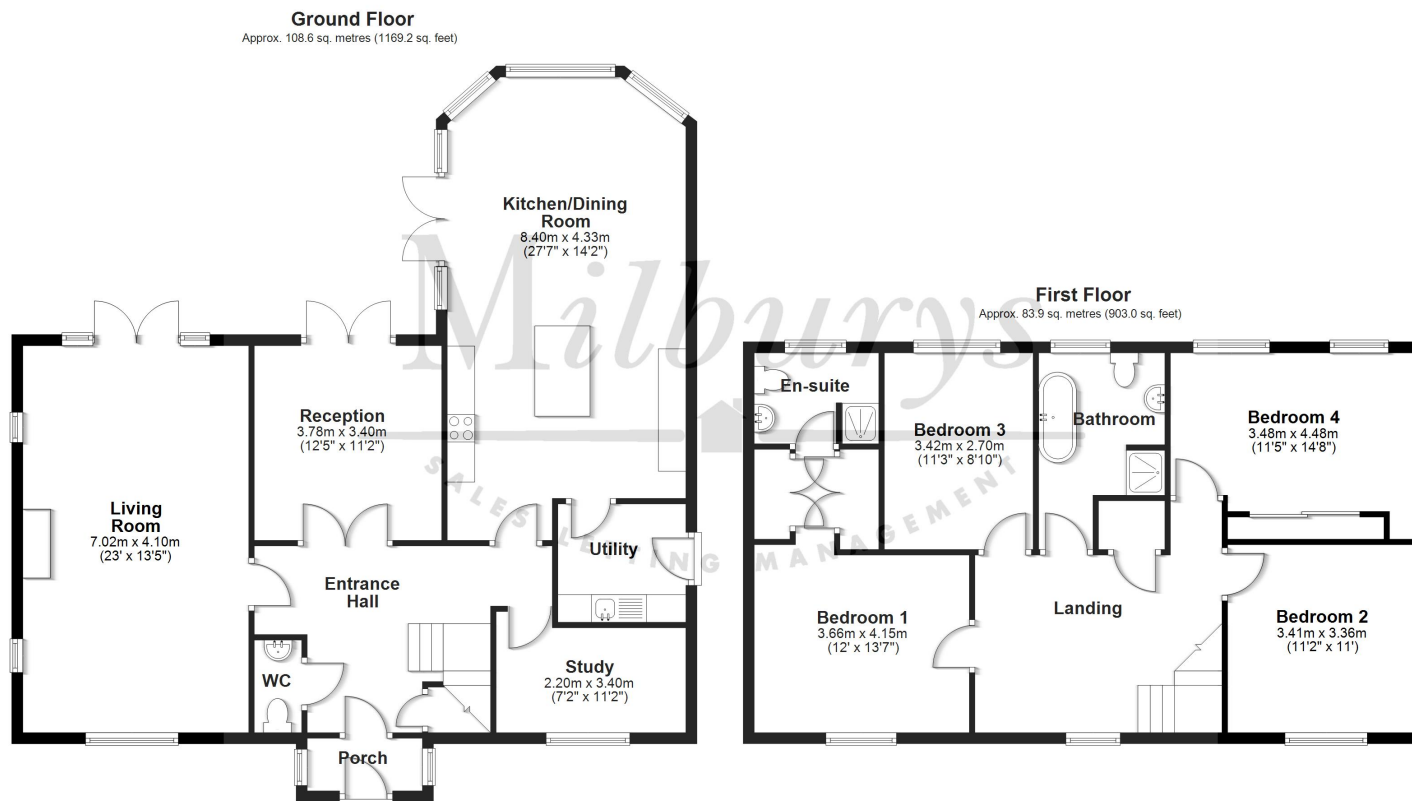 Ground Floor
Approx. 108.6 sq. metres (1169.2 sq. feet)
Kitchen/Dining
Room
8.40m x 4.33m
(27'7" x 14'2")
Reception
3.78m x 3.40m
(12'5" x 11'2")
Living
Room
7.02m x 4.10m
(23' x 13'5")
Utility
Entrance
Hall
Study
2.20m x 3.40m
(7'2" x 11'2")
WC
Porch
First Floor
Approx. 83.9 sq. metres (903.0 sq. feet)
En-suite
Bedroom 3
3.42m x 2.70m
(11'3" x 8'10")
Bathroom
Bedroom 4
3.48m x 4.48m
(11'5" x 14'8")
Bedroom 1
3.66m x 4.15m
(12' x 13'7")
Landing
Bedroom 2
3.41m x 3.36m
(11'2" x 11')
Milburys
SALES LETTING MANAGEMENT